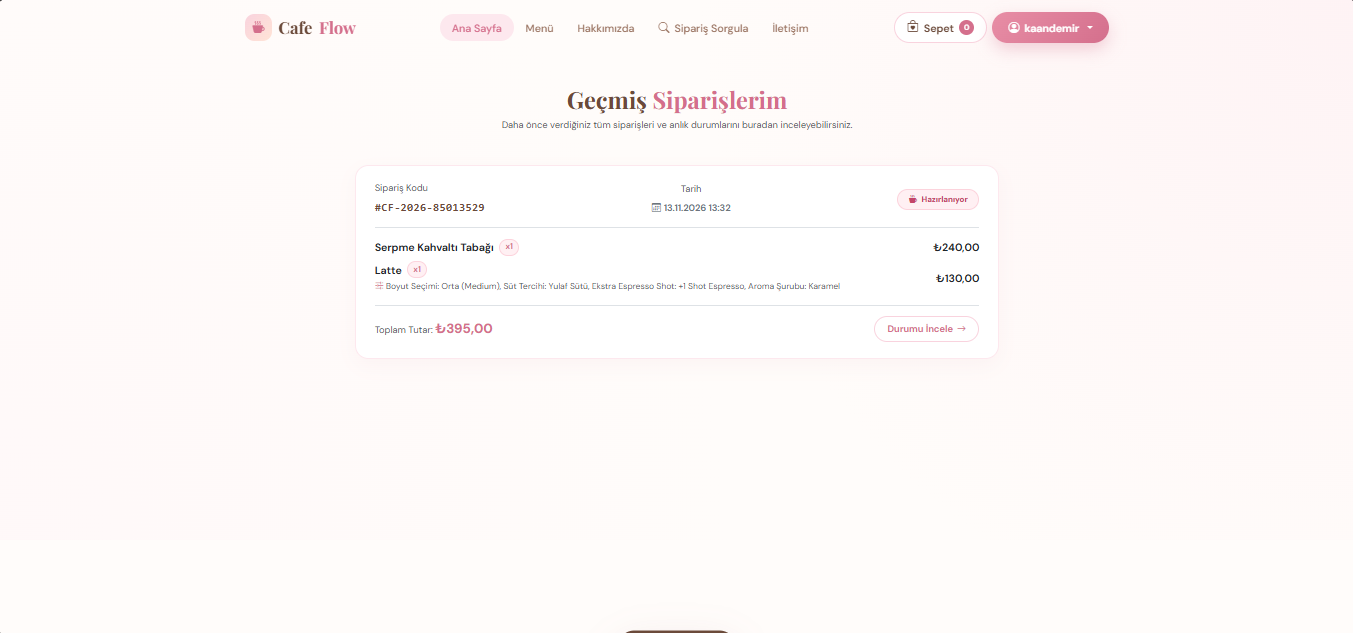 Cafe Flow
Ana Sayfa
Menü
Hakkımızda
Sipariş Sorgula
İletişim
Sepet 0
kaandemir
Geçmiş Siparişlerim
Daha önce verdiğiniz tüm siparişleri ve anlık durumlarını buradan inceleyebilirsiniz.
Sipariş Kodu
#CF-2026-85013529
Tarih
13.11.2026 13:32
Hazırlanıyor
Serpme Kahvaltı Tabağı x1
₺240,00
Latte x1
Boyut Seçimi: Orta (Medium), Süt Tercihi: Yulaf Sütü, Ekstra Espresso Shot: +1 Shot Espresso, Aroma Şurubu: Karamel
₺130,00
Toplam Tutar: ₺395,00
Durumu İncele →